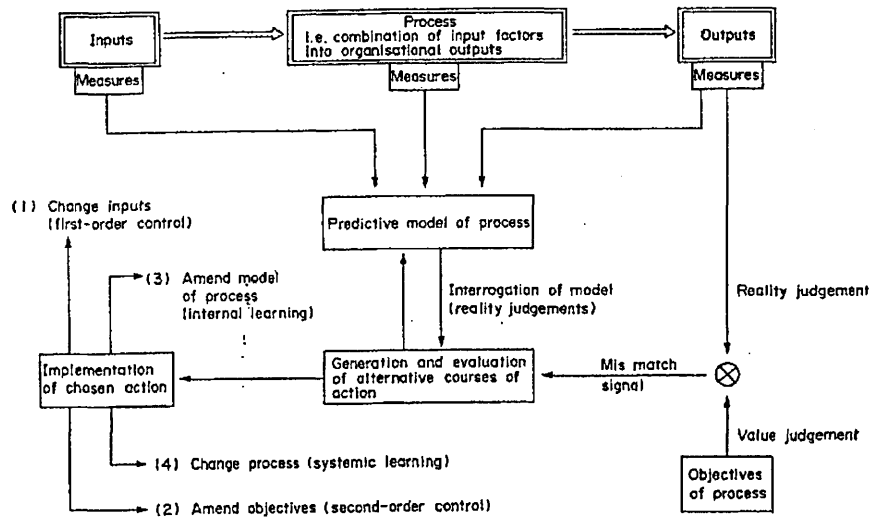 Inputs
Process
I.e. combination of input factors
into organisational outputs
Outputs
Measures
Measures
Measures
(1) Change inputs
(first-order control)
Predictive model of process
(3) Amend model
of process
(internal learning)
Interrogation of model
(reality judgements)
Reality judgement
Implementation
of chosen action
Generation and evaluation
of alternative courses of
action
Mis match
signal
Value judgement
(4) Change process (systemic learning)
Objectives
of process
(2) Amend objectives (second-order control)